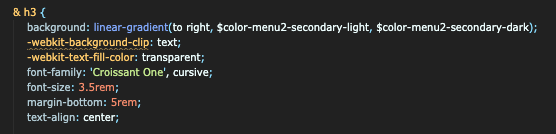 & h3 {
background: linear-gradient(to right, $color-menu2-secondary-light, $color-menu2-secondary-dark);
-webkit-background-clip: text;
-webkit-text-fill-color: transparent;
font-family: 'Croissant One', cursive;
font-size: 3.5rem;
margin-bottom: 5rem;
text-align: center;